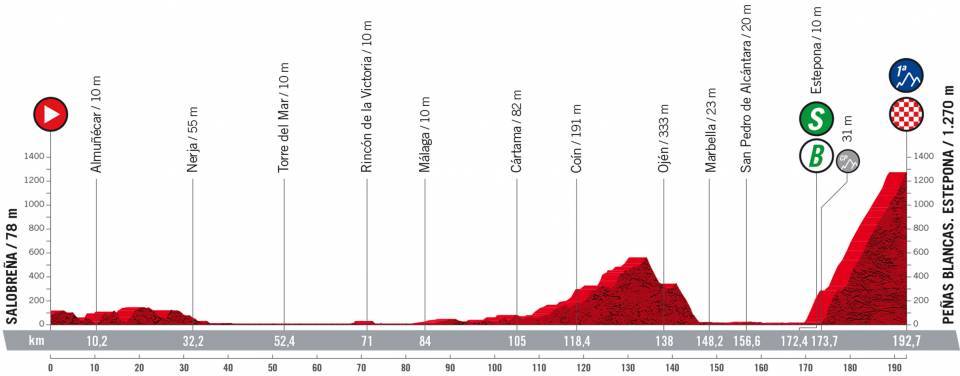 SALOBREÑA / 78 m
1400
1200
1000
800
600
400
200
0
Almuñécar / 10 m
Nerja / 55 m
Torre del Mar / 10 m
Rincón de la Victoria / 10 m
Málaga / 10 m
Cártama / 82 m
Coín / 191 m
Ojén / 333 m
Marbella / 23 m
San Pedro de Alcántara / 20 m
Estepona / 10 m
S
B
31 m
1ª
1400
1200
1000
800
600
400
200
0
PEÑAS BLANCAS. ESTEPONA / 1.270 m
km 10,2 32,2 52,4 71 84 105 118,4 138 148,2 156,6 172,4 173,7 192,7
0 10 20 30 40 50 60 70 80 90 100 110 120 130 140 150 160 170 180 190